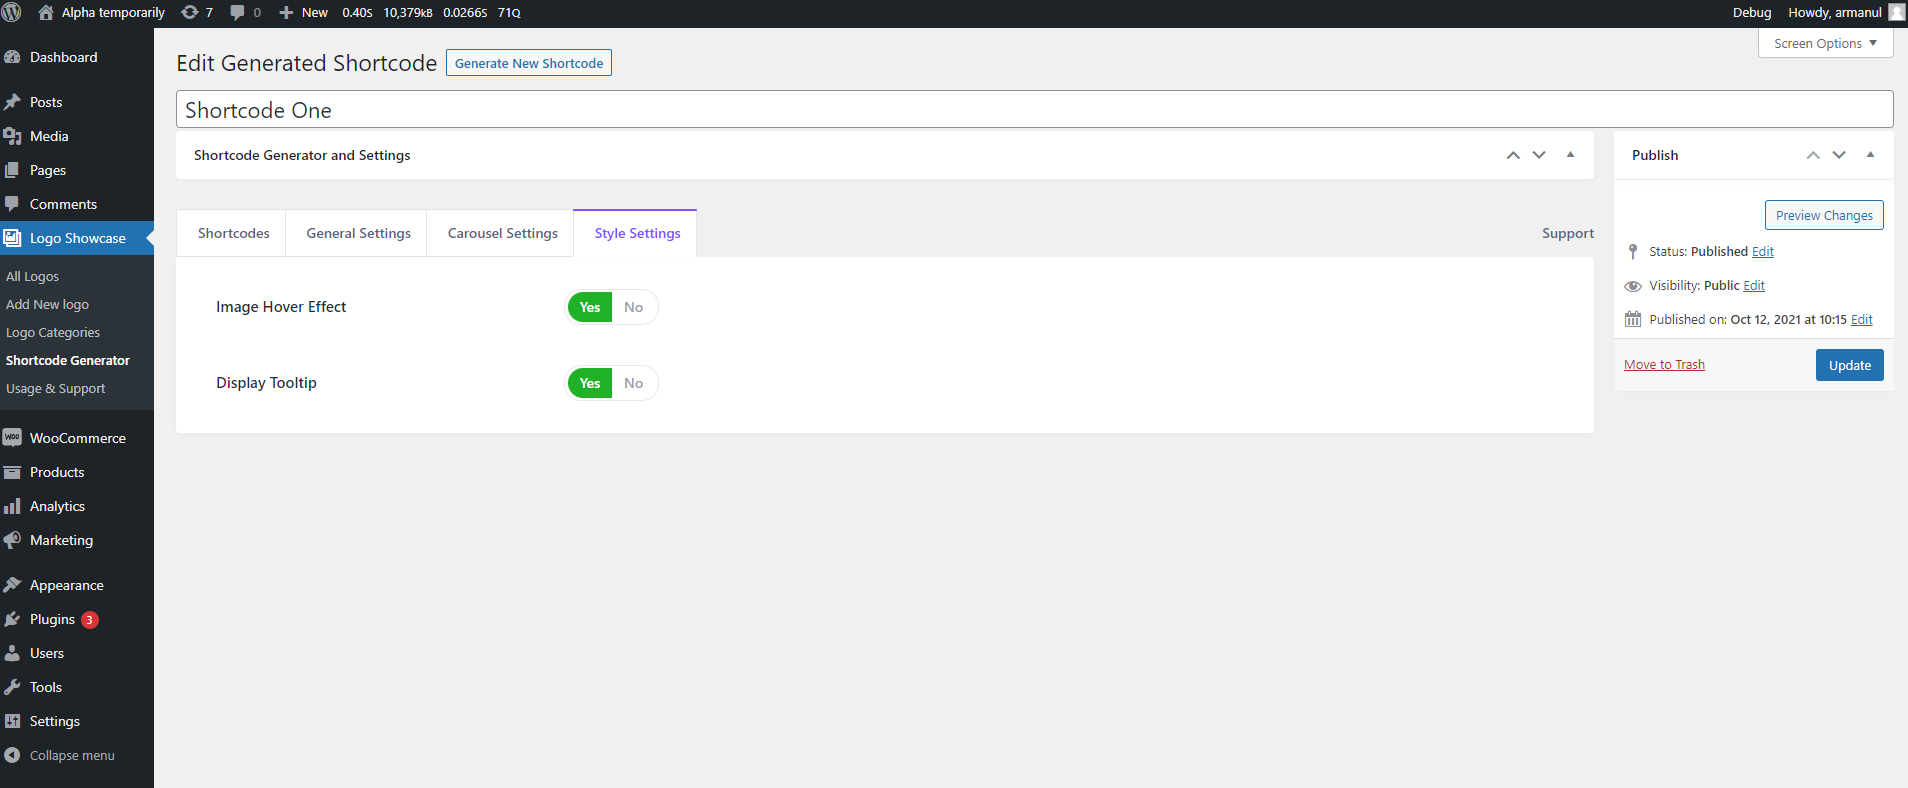 Alpha temporarily 7 0 New 0.40S 10,379KB 0.0266S 71Q Debug Howdy, armanul
Screen Options
Dashboard
Posts
Media
Pages
Comments
Logo Showcase
All Logos
Add New logo
Logo Categories
Shortcode Generator
Usage & Support
WooCommerce
Products
Analytics
Marketing
Appearance
Plugins 3
Users
Tools
Settings
Collapse menu
Edit Generated Shortcode Generate New Shortcode
Shortcode One
Shortcode Generator and Settings
Shortcodes General Settings Carousel Settings Style Settings Support
Image Hover Effect Yes No
Display Tooltip Yes No
Publish
Preview Changes
Status: Published Edit
Visibility: Public Edit
Published on: Oct 12, 2021 at 10:15 Edit
Move to Trash Update